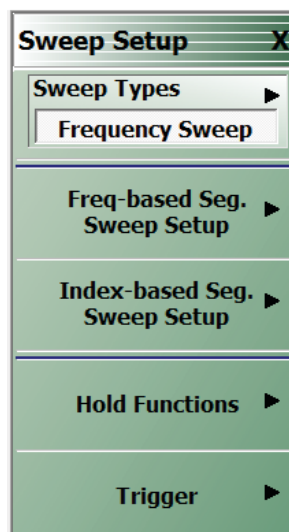 Sweep Setup X
Sweep Types
Frequency Sweep
Freq-based Seg.
Sweep Setup
Index-based Seg.
Sweep Setup
Hold Functions
Trigger